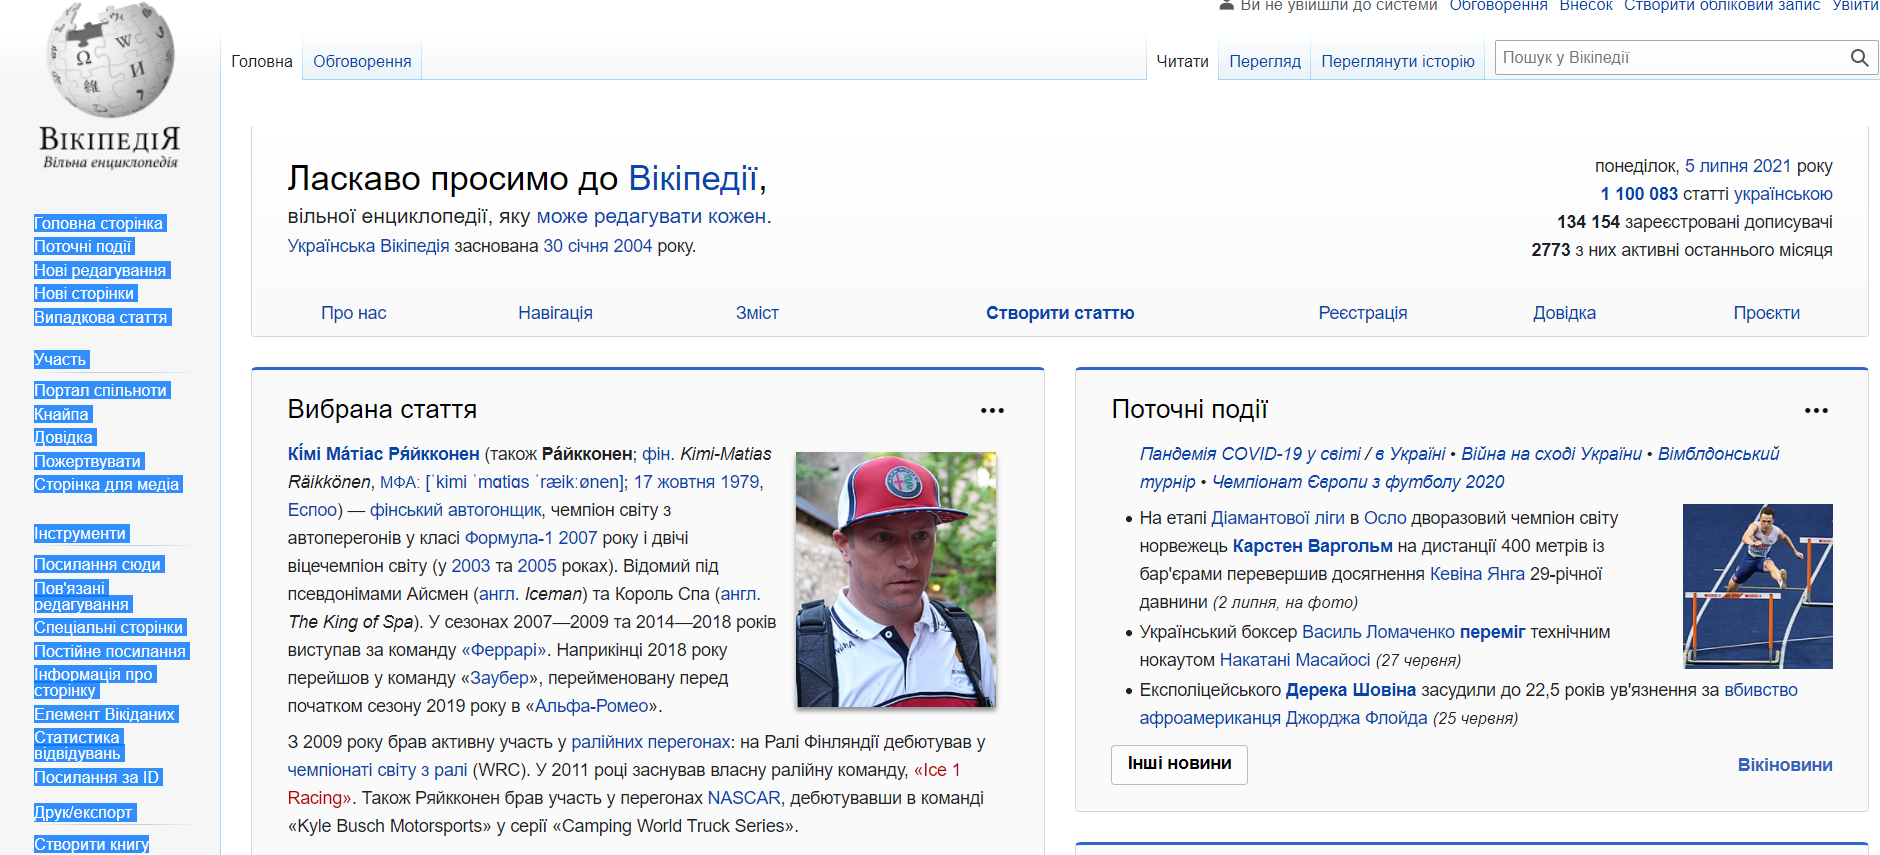 Ви не увійшли до системи Обговорення Внесок Створити обліковий запис Увійти
Головна Обговорення
Читати Перегляд Переглянути історію
Пошук у Вікіпедії
ВікіпедіЯ
Вільна енциклопедія
Головна сторінка
Поточні події
Нові редагування
Нові сторінки
Випадкова стаття
Участь
Портал спільноти
Кнайпа
Довідка
Пожертвувати
Сторінка для медіа
Інструменти
Посилання сюди
Пов'язані
редагування
Спеціальні сторінки
Постійне посилання
Інформація про
сторінку
Елемент Вікіданих
Статистика
відвідувань
Посилання за ID
Друк/експорт
Створити книгу
Ласкаво просимо до Вікіпедії,
вільної енциклопедії, яку може редагувати кожен.
Українська Вікіпедія заснована 30 січня 2004 року.
понеділок, 5 липня 2021 року
1 100 083 статті українською
134 154 зареєстровані дописувачі
2773 з них активні останнього місяця
Про нас Навігація Зміст Створити статтю Реєстрація Довідка Проєкти
Вибрана стаття
Кі́мі Ма́тіас Ря́йкконен (також Ра́йкконен; фін. Kimi-Matias
Räikkönen, МФА: [ˈkimi ˈmɑtiɑs ˈræikːønen]; 17 жовтня 1979,
Еспоо) — фінський автогонщик, чемпіон світу з
автоперегонів у класі Формула-1 2007 року і двічі
віцечемпіон світу (у 2003 та 2005 роках). Відомий під
псевдонімами Айсмен (англ. Iceman) та Король Спа (англ.
The King of Spa). У сезонах 2007—2009 та 2014—2018 років
виступав за команду «Феррарі». Наприкінці 2018 року
перейшов у команду «Заубер», перейменовану перед
початком сезону 2019 року в «Альфа-Ромео».
З 2009 року брав активну участь у ралійних перегонах: на Ралі Фінляндії дебютував у
чемпіонаті світу з ралі (WRC). У 2011 році заснував власну ралійну команду, «Ice 1
Racing». Також Ряйкконен брав участь у перегонах NASCAR, дебютувавши в команді
«Kyle Busch Motorsports» у серії «Camping World Truck Series».
Поточні події
Пандемія COVID-19 у світі / в Україні • Війна на сході України • Вімблдонський
турнір • Чемпіонат Європи з футболу 2020
• На етапі Діамантової ліги в Осло дворазовий чемпіон світу
норвежець Карстен Варгольм на дистанції 400 метрів із
бар'єрами перевершив досягнення Кевіна Янга 29-річної
давнини (2 липня, на фото)
• Український боксер Василь Ломаченко переміг технічним
нокаутом Накатані Масайосі (27 червня)
• Експоліцейського Дерека Шовіна засудили до 22,5 років ув'язнення за вбивство
афроамериканця Джорджа Флойда (25 червня)
Інші новини
Вікіновини